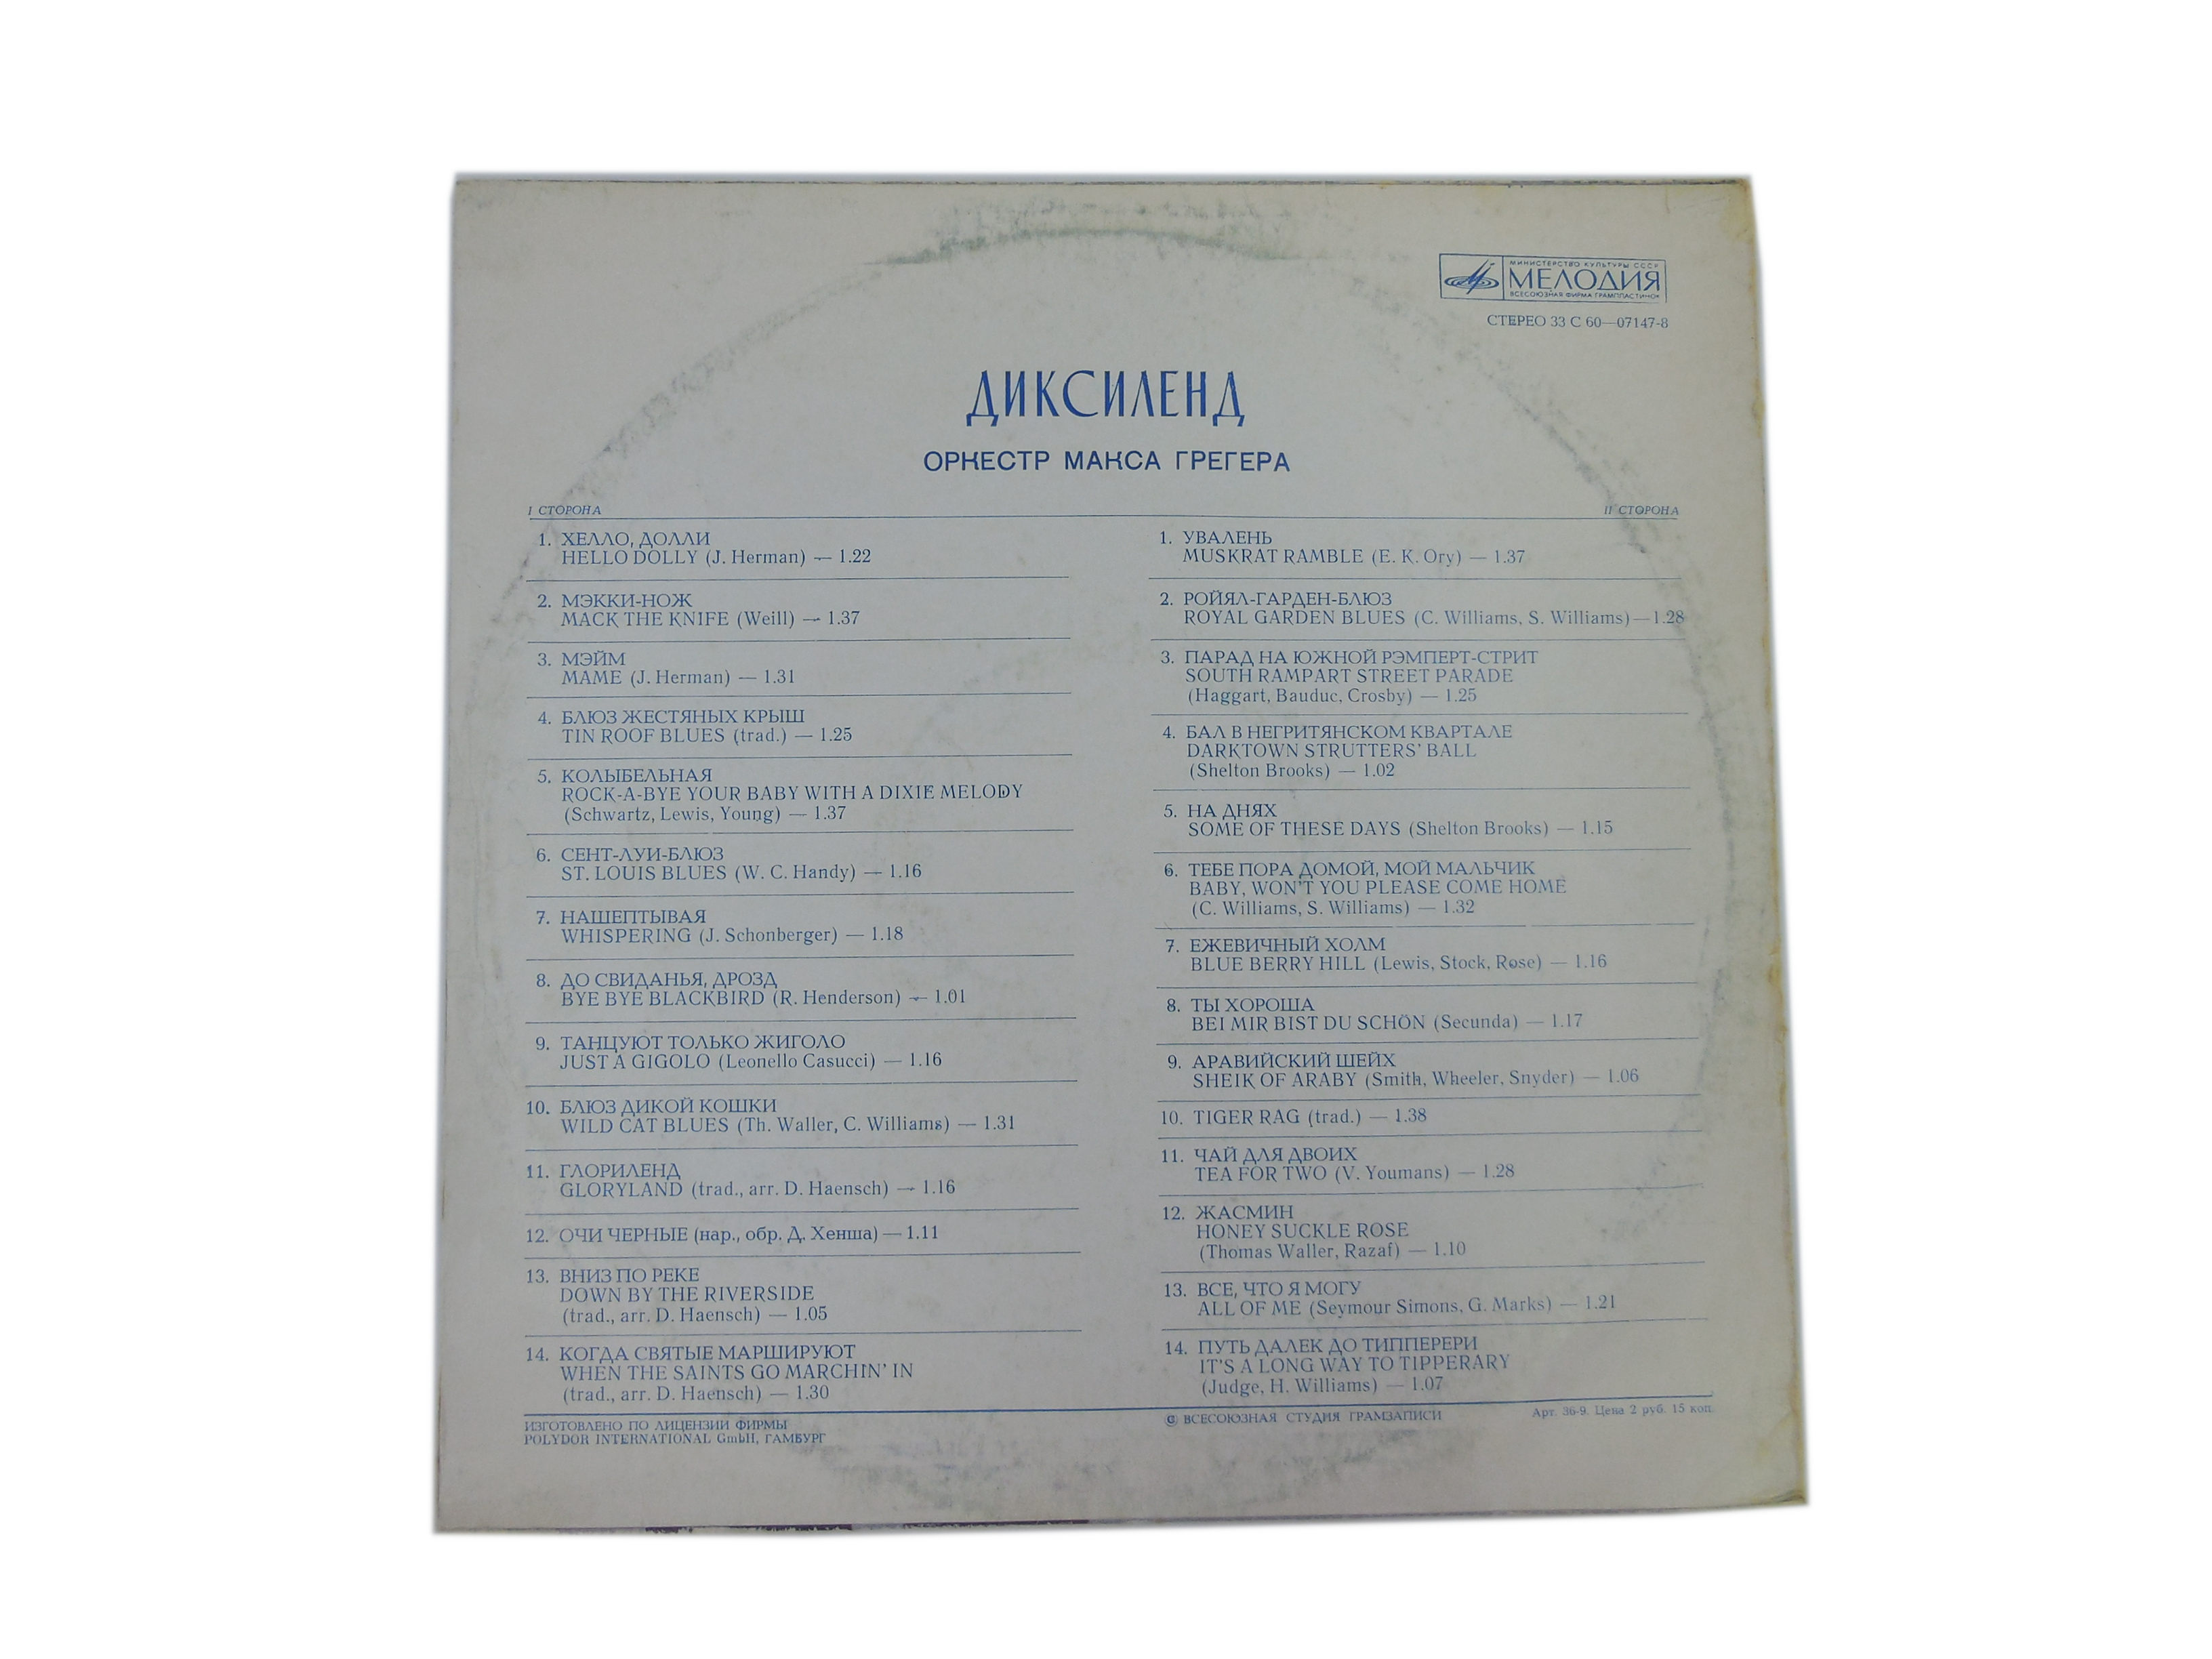 МИНИСТЕРСТВО КУЛЬТУРЫ СССР
МЕЛОДИЯ
ВСЕСОЮЗНАЯ ФИРМА ГРАМПЛАСТИНОК
СТЕРЕО 33 С 60—07147-8
ДИКСИЛЕНД
ОРКЕСТР МАКСА ГРЕГЕРА
I СТОРОНА
1. ХЕЛЛО, ДОЛЛИ
HELLO DOLLY (J. Herman) — 1.22
2. МЭККИ-НОЖ
MACK THE KNIFE (Weill) — 1.37
3. МЭЙМ
MAME (J. Herman) — 1.31
4. БЛЮЗ ЖЕСТЯНЫХ КРЫШ
TIN ROOF BLUES (trad.) — 1.25
5. КОЛЫБЕЛЬНАЯ
ROCK-A-BYE YOUR BABY WITH A DIXIE MELODY
(Schwartz, Lewis, Young) — 1.37
6. СЕНТ-ЛУИ-БЛЮЗ
ST. LOUIS BLUES (W. C. Handy) — 1.16
7. НАШЕПТЫВАЯ
WHISPERING (J. Schonberger) — 1.18
8. ДО СВИДАНЬЯ, ДРОЗД
BYE BYE BLACKBIRD (R. Henderson) — 1.01
9. ТАНЦУЮТ ТОЛЬКО ЖИГОЛО
JUST A GIGOLO (Leonello Casucci) — 1.16
10. БЛЮЗ ДИКОЙ КОШКИ
WILD CAT BLUES (Th. Waller, C. Williams) — 1.31
11. ГЛОРИЛЕНД
GLORYLAND (trad., arr. D. Haensch) — 1.16
12. ОЧИ ЧЕРНЫЕ (нар., обр. Д. Хенша) — 1.11
13. ВНИЗ ПО РЕКЕ
DOWN BY THE RIVERSIDE
(trad., arr. D. Haensch) — 1.05
14. КОГДА СВЯТЫЕ МАРШИРУЮТ
WHEN THE SAINTS GO MARCHIN' IN
(trad., arr. D. Haensch) — 1.30
II СТОРОНА
1. УВАЛЕНЬ
MUSKRAT RAMBLE (E. K. Ory) — 1.37
2. РОЙЯЛ-ГАРДЕН-БЛЮЗ
ROYAL GARDEN BLUES (C. Williams, S. Williams)—1.28
3. ПАРАД НА ЮЖНОЙ РЭМПЕРТ-СТРИТ
SOUTH RAMPART STREET PARADE
(Haggart, Bauduc, Crosby) — 1.25
4. БАЛ В НЕГРИТЯНСКОМ КВАРТАЛЕ
DARKTOWN STRUTTERS' BALL
(Shelton Brooks) — 1.02
5. НА ДНЯХ
SOME OF THESE DAYS (Shelton Brooks) — 1.15
6. ТЕБЕ ПОРА ДОМОЙ, МОЙ МАЛЬЧИК
BABY, WON'T YOU PLEASE COME HOME
(C. Williams, S. Williams) — 1.32
7. ЕЖЕВИЧНЫЙ ХОЛМ
BLUE BERRY HILL (Lewis, Stock, Rose) — 1.16
8. ТЫ ХОРОША
BEI MIR BIST DU SCHÖN (Secunda) — 1.17
9. АРАВИЙСКИЙ ШЕЙХ
SHEIK OF ARABY (Smith, Wheeler, Snyder) — 1.06
10. TIGER RAG (trad.) — 1.38
11. ЧАЙ ДЛЯ ДВОИХ
TEA FOR TWO (V. Youmans) — 1.28
12. ЖАСМИН
HONEY SUCKLE ROSE
(Thomas Waller, Razaf) — 1.10
13. ВСЕ, ЧТО Я МОГУ
ALL OF ME (Seymour Simons, G. Marks) — 1.21
14. ПУТЬ ДАЛЕК ДО ТИППЕРЕРИ
IT'S A LONG WAY TO TIPPERARY
(Judge, H. Williams) — 1.07
ИЗГОТОВЛЕНО ПО ЛИЦЕНЗИИ ФИРМЫ
POLYDOR INTERNATIONAL GmbH, ГАМБУРГ
© ВСЕСОЮЗНАЯ СТУДИЯ ГРАМЗАПИСИ
Арт. 36-9. Цена 2 руб. 15 коп.